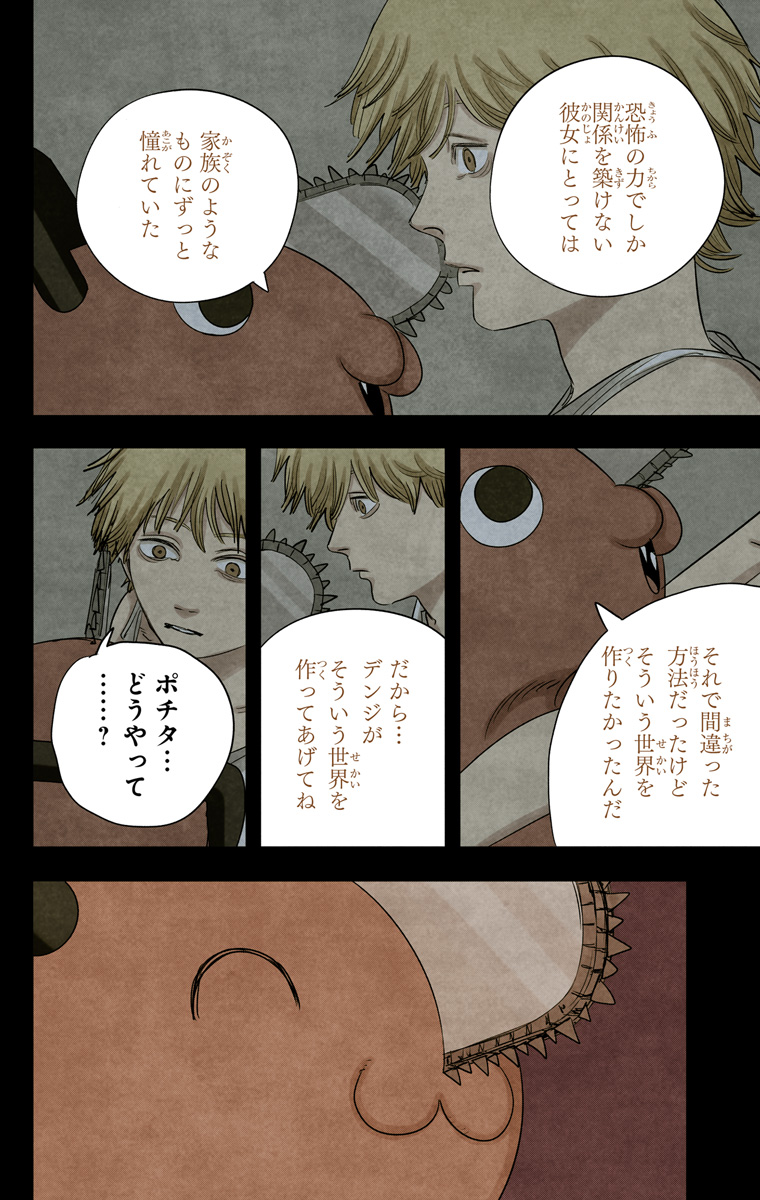 恐怖の力でしか
関係を築けない
彼女にとっては
家族のような
ものにずっと
憧れていた
それで間違った
方法だったけど
そういう世界を
作りたかったんだ
だから…
デンジが
そういう世界を
作ってあげてね
ポチタ…
どうやって
……?